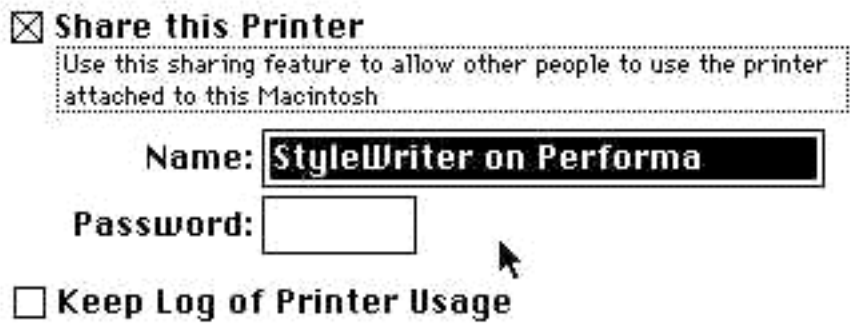 Share this Printer
Use this sharing feature to allow other people to use the printer
attached to this Macintosh
Name: StyleWriter on Performa
Password:
Keep Log of Printer Usage